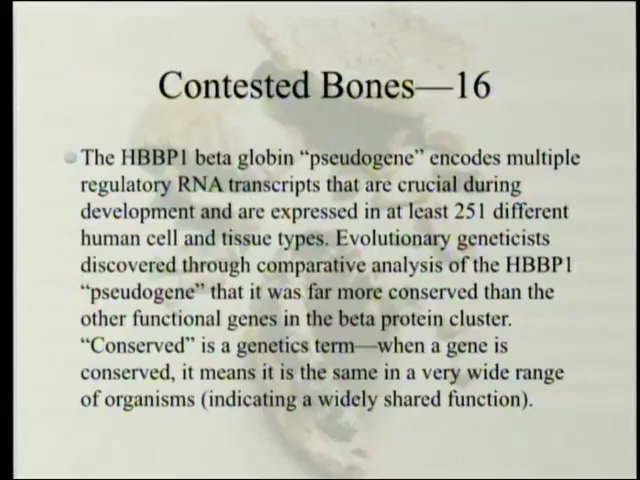 Contested Bones—16
The HBBP1 beta globin “pseudogene” encodes multiple
regulatory RNA transcripts that are crucial during
development and are expressed in at least 251 different
human cell and tissue types. Evolutionary geneticists
discovered through comparative analysis of the HBBP1
“pseudogene” that it was far more conserved than the
other functional genes in the beta protein cluster.
“Conserved” is a genetics term—when a gene is
conserved, it means it is the same in a very wide range
of organisms (indicating a widely shared function).